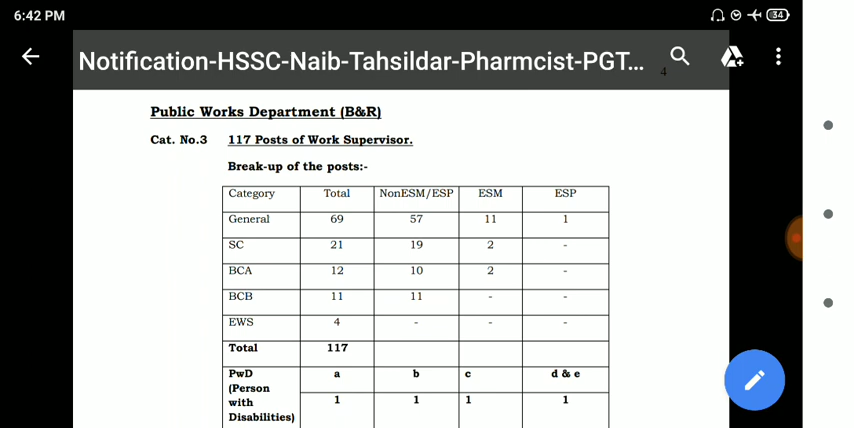 6:42 PM 34
Notification-HSSC-Naib-Tahsildar-Pharmcist-PGT...
4
Public Works Department (B&R)
Cat. No.3 117 Posts of Work Supervisor.
Break-up of the posts:-
Category Total NonESM/ESP ESM ESP
General 69 57 11 1
SC 21 19 2 -
BCA 12 10 2 -
BCB 11 11 - -
EWS 4 - - -
Total 117
PwD a b c d & e
(Person
with 1 1 1 1
Disabilities)